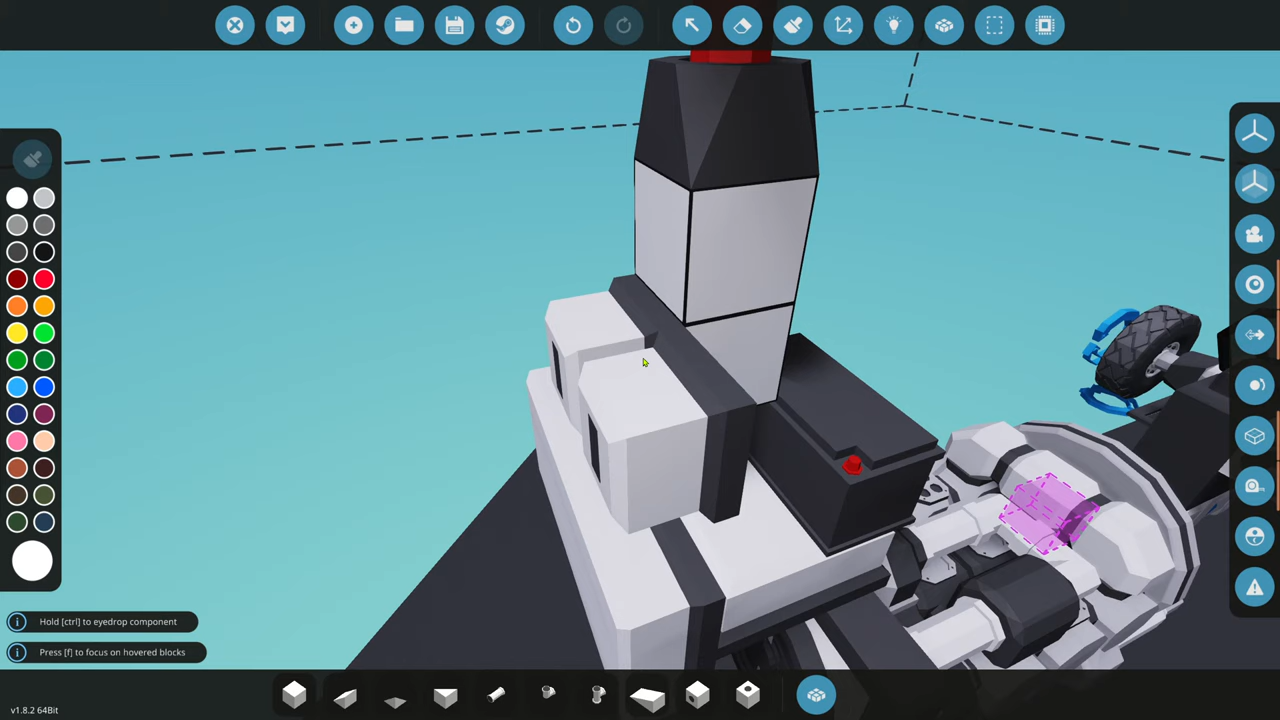 Hold [ctrl] to eyedrop component
Press [f] to focus on hovered blocks
v1.8.2 64Bit